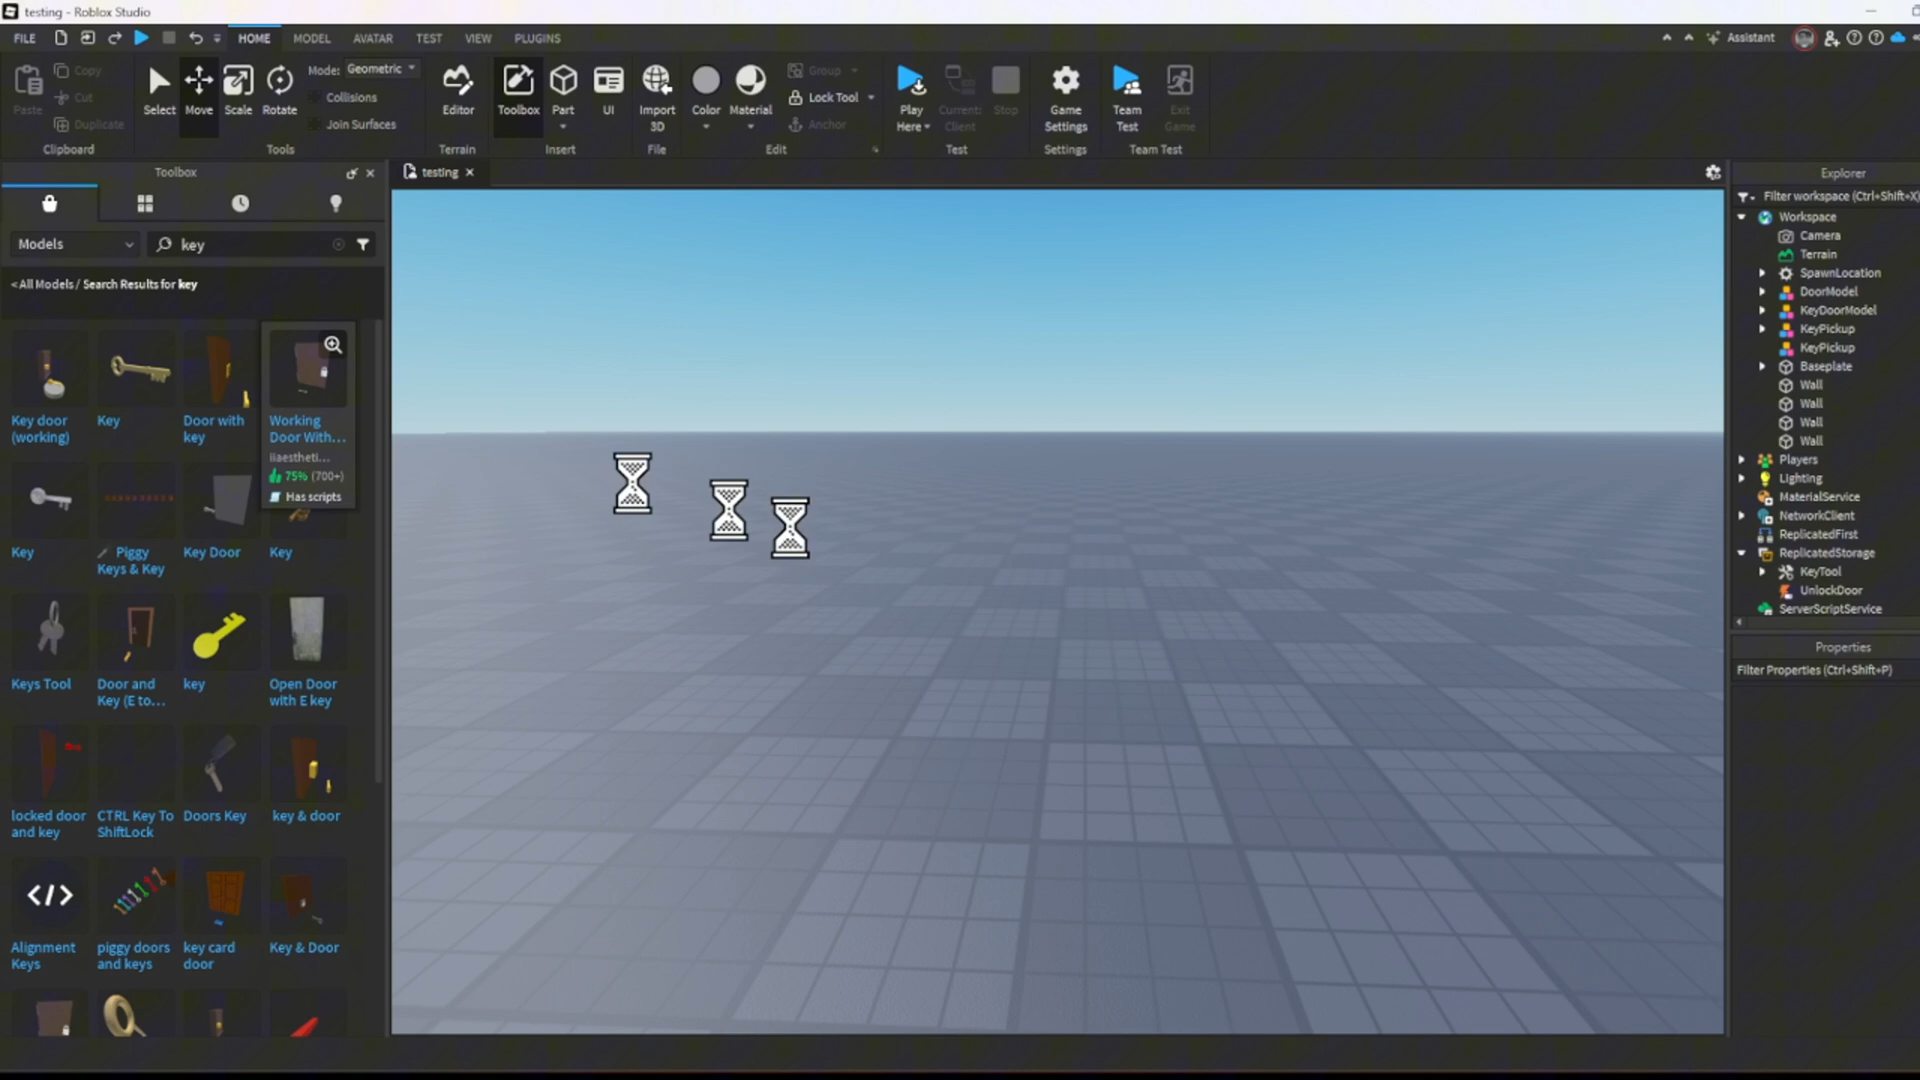 testing - Roblox Studio
FILE
HOME
MODEL
AVATAR
TEST
VIEW
PLUGINS
Assistant
Paste
Copy
Cut
Duplicate
Clipboard
Select
Move
Scale
Rotate
Mode: Geometric
Collisions
Join Surfaces
Tools
Editor
Terrain
Toolbox
Part
UI
Insert
Import
3D
File
Color
Material
Group
Lock Tool
Anchor
Edit
Play
Here
Current:
Client
Stop
Test
Game
Settings
Settings
Team
Test
Exit
Game
Team Test
Toolbox
Models
key
<All Models / Search Results for key
Key door
(working)
Key
Door with
key
Working
Door With...
iiaestheti...
75% (700+)
Has scripts
Key
Piggy
Keys & Key
Key Door
Key
Keys Tool
Door and
Key (E to...
key
Open Door
with E key
locked door
and key
CTRL Key To
ShiftLock
Doors Key
key & door
</>
Alignment
Keys
piggy doors
and keys
key card
door
Key & Door
testing
Explorer
Filter workspace (Ctrl+Shift+X)
Workspace
Camera
Terrain
SpawnLocation
DoorModel
KeyDoorModel
KeyPickup
KeyPickup
Baseplate
Wall
Wall
Wall
Wall
Players
Lighting
MaterialService
NetworkClient
ReplicatedFirst
ReplicatedStorage
KeyTool
UnlockDoor
ServerScriptService
Properties
Filter Properties (Ctrl+Shift+P)